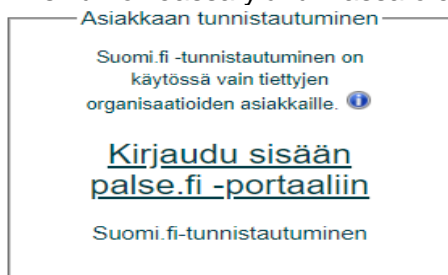 Asiakkaan tunnistautuminen
Suomi.fi -tunnistautuminen on
käytössä vain tiettyjen
organisaatioiden asiakkaille.
Kirjaudu sisään
palse.fi -portaaliin
Suomi.fi-tunnistautuminen